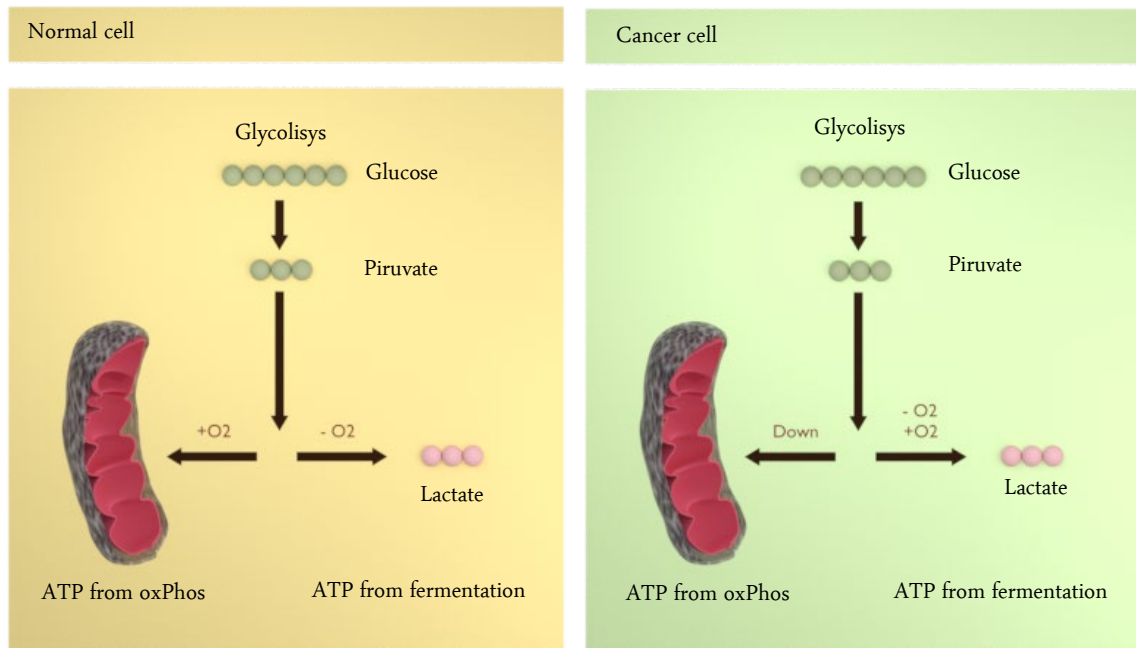 Normal cell
Glycolisys
Glucose
Piruvate
+O2
- O2
Lactate
ATP from oxPhos
ATP from fermentation
Cancer cell
Glycolisys
Glucose
Piruvate
Down
- O2
+O2
Lactate
ATP from oxPhos
ATP from fermentation